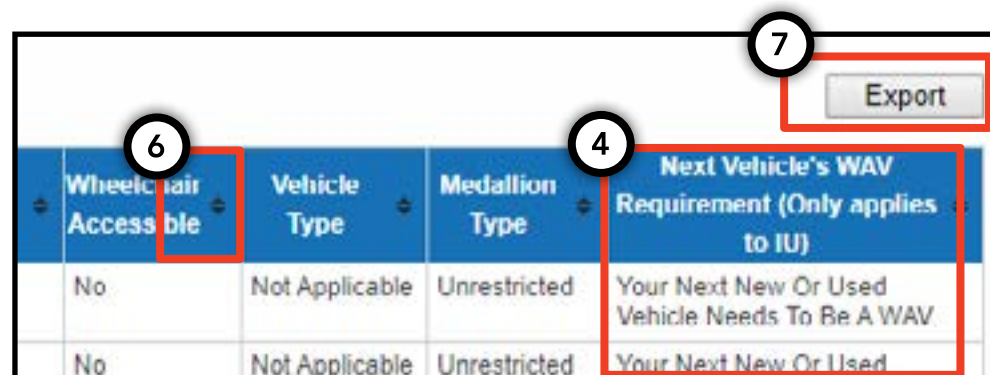 7
Export
6
4
Wheelchair
Accessible
Vehicle
Type
Medallion
Type
Next Vehicle's WAV
Requirement (Only applies
to IU)
No
Not Applicable
Unrestricted
Your Next New Or Used
Vehicle Needs To Be A WAV
No
Not Applicable
Unrestricted
Your Next New Or Used